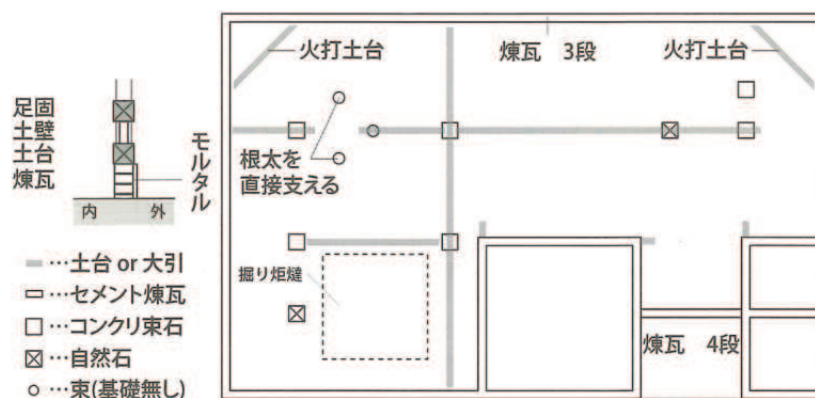 足固
土壁
土台
煉瓦
モルタル
内 外
…土台 or 大引
…セメント煉瓦
…コンクリ束石
…自然石
…束(基礎無し)
火打土台
煉瓦 3段
火打土台
根太を
直接支える
掘り炬燵
煉瓦 4段